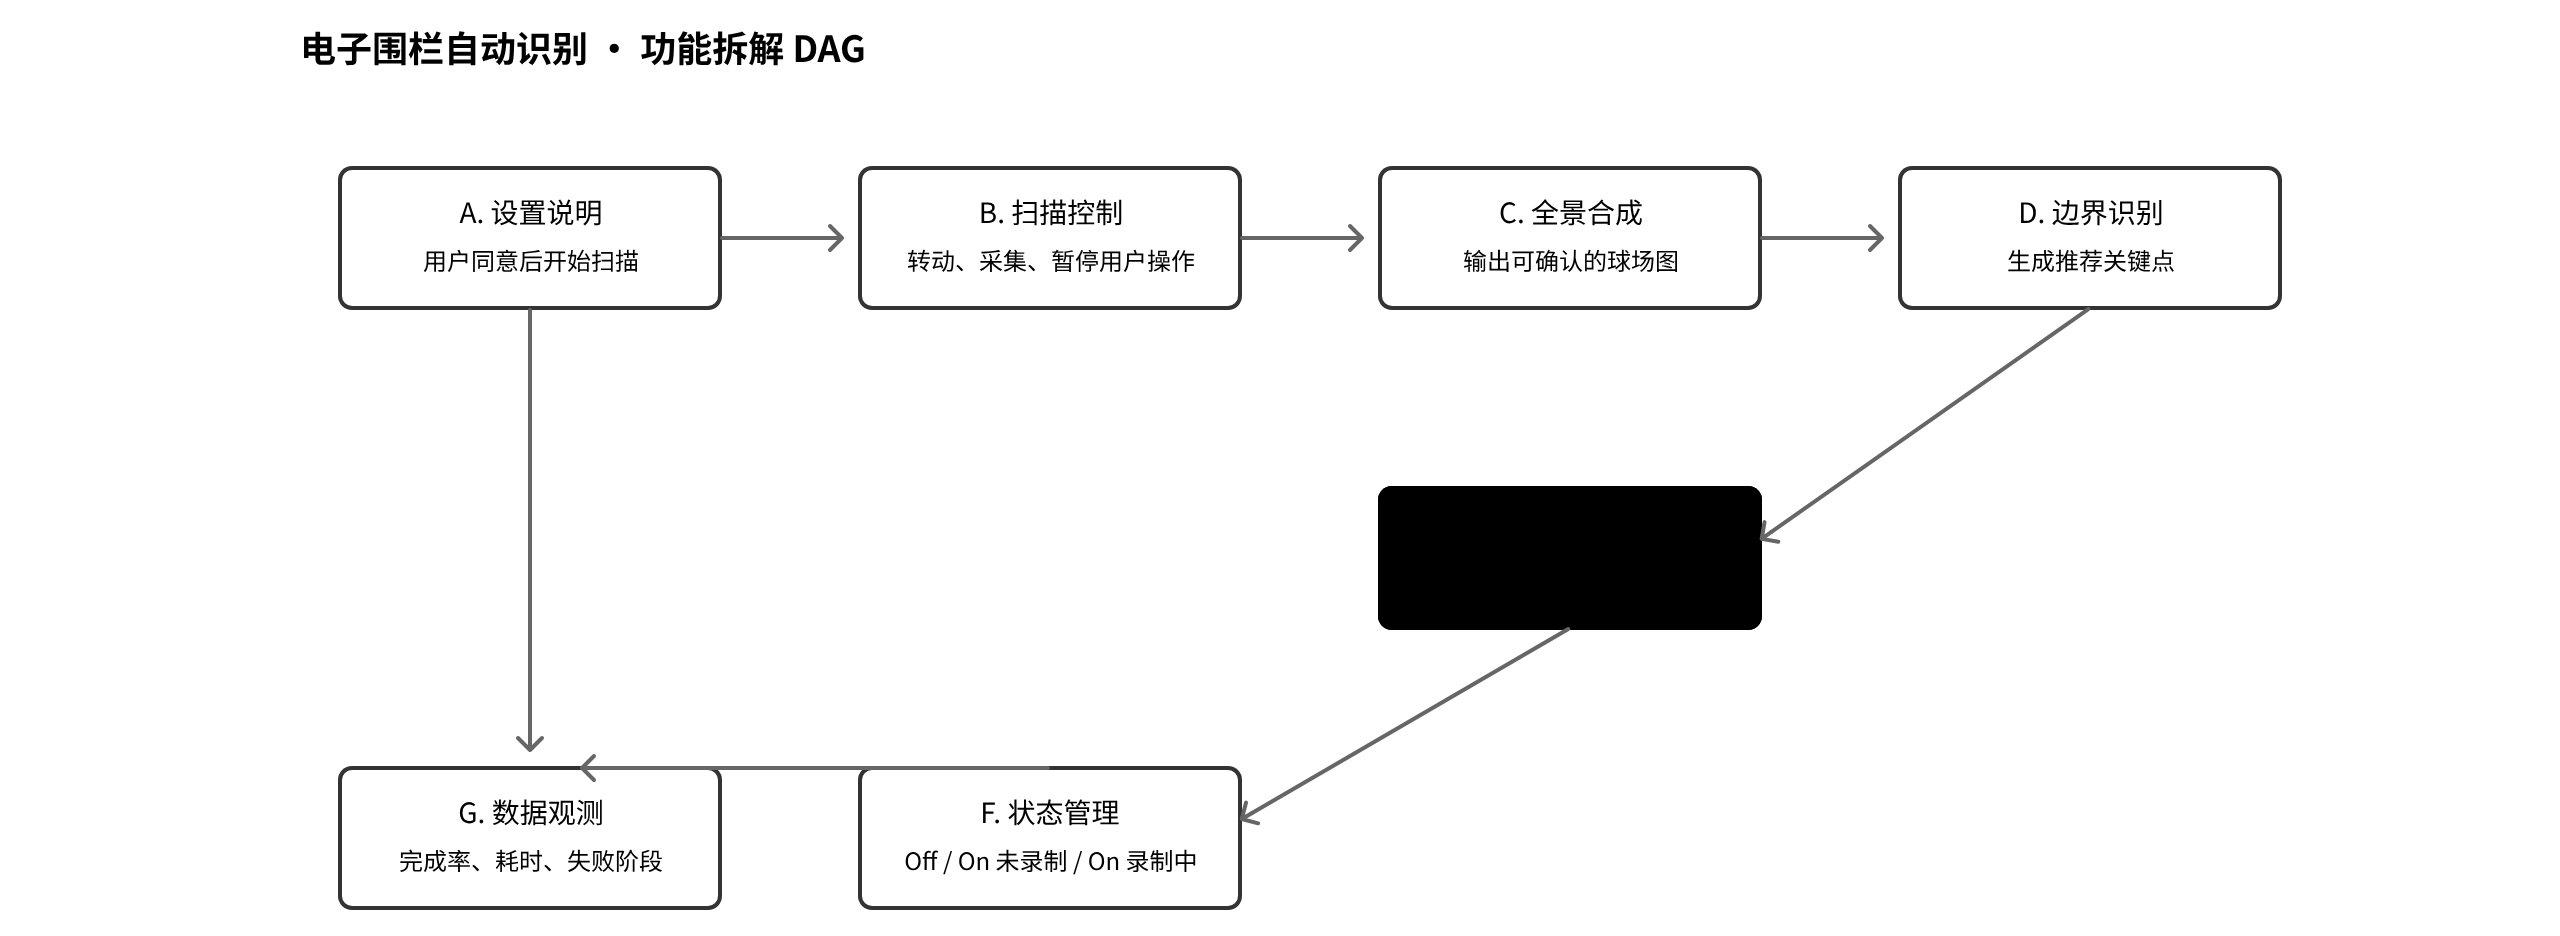 电子围栏自动识别 · 功能拆解 DAG
A. 设置说明
用户同意后开始扫描
B. 扫描控制
转动、采集、暂停用户操作
C. 全景合成
输出可确认的球场图
D. 边界识别
生成推荐关键点
G. 数据观测
完成率、耗时、失败阶段
F. 状态管理
Off / On 未录制 / On 录制中